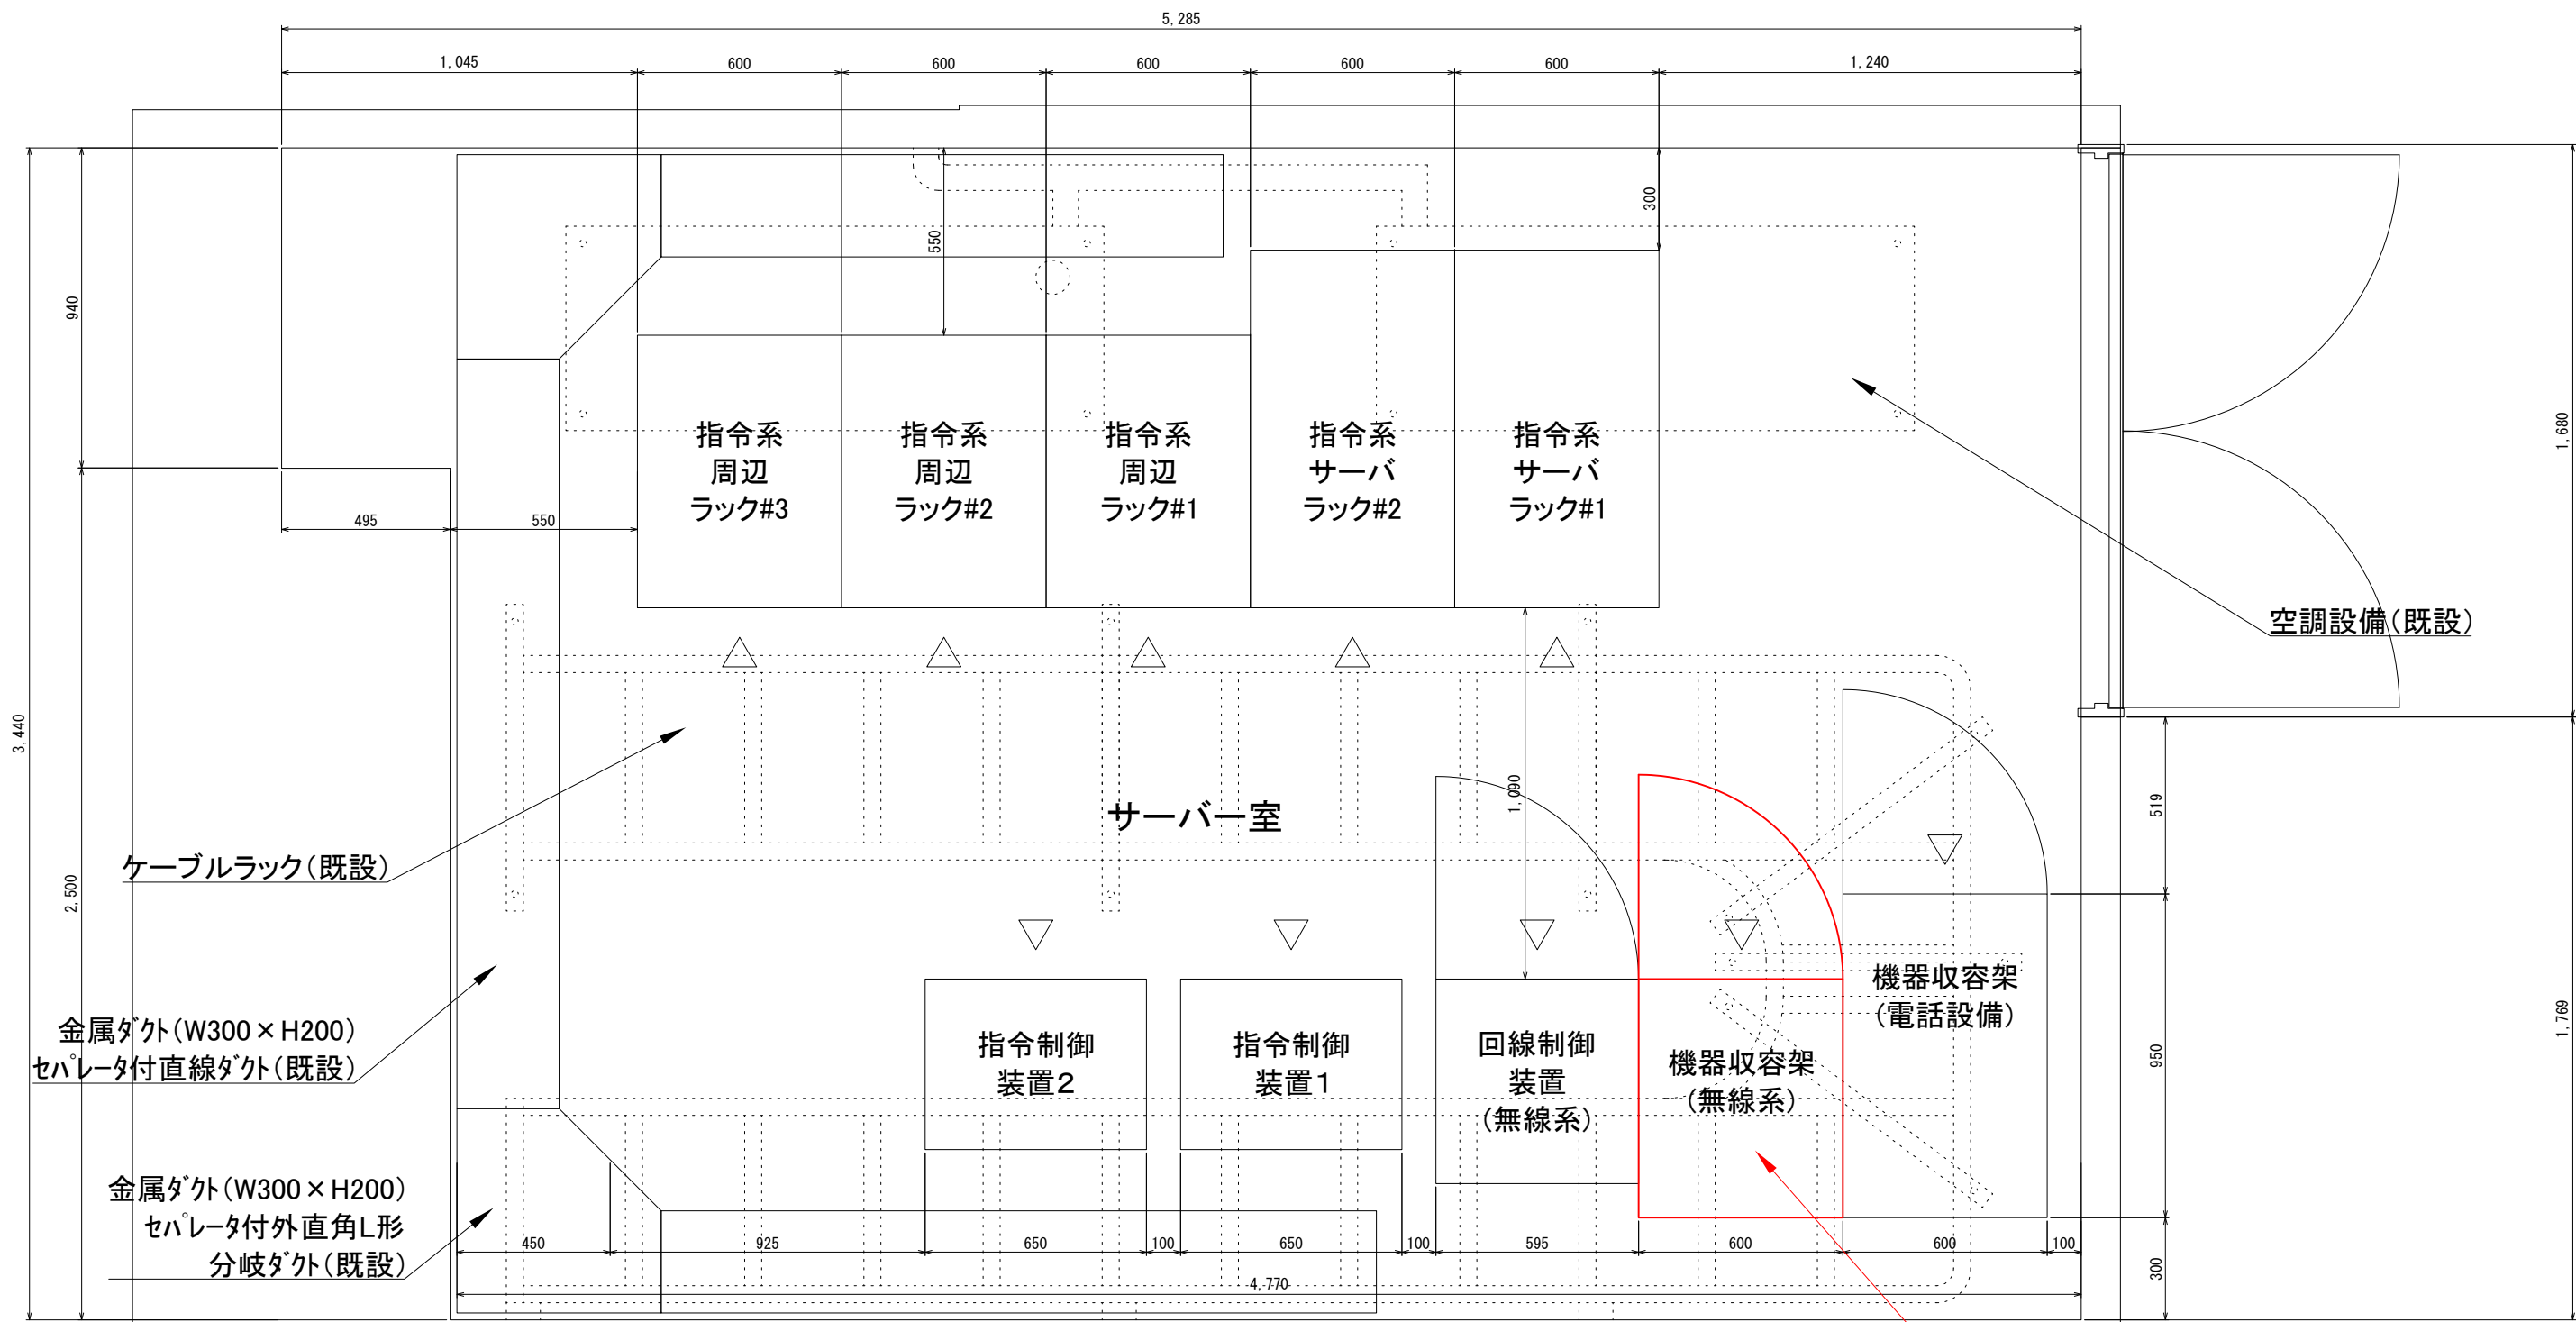 5,285
1,045
600
600
600
600
600
1,240
300
550
940
指令系
周辺
ラック#3
指令系
周辺
ラック#2
指令系
周辺
ラック#1
指令系
サーバ
ラック#2
指令系
サーバ
ラック#1
1,680
495
550
空調設備(既設)
3,440
1,090
サーバー室
519
ケーブルラック(既設)
2,500
金属ダクト(W300×H200)
セパレータ付直線ダクト(既設)
指令制御
装置2
指令制御
装置1
回線制御
装置
(無線系)
機器収容架
(無線系)
機器収容架
(電話設備)
950
1,769
金属ダクト(W300×H200)
セパレータ付外直角L形
分岐ダクト(既設)
450
925
650
100
650
100
595
600
600
100
300
4,770